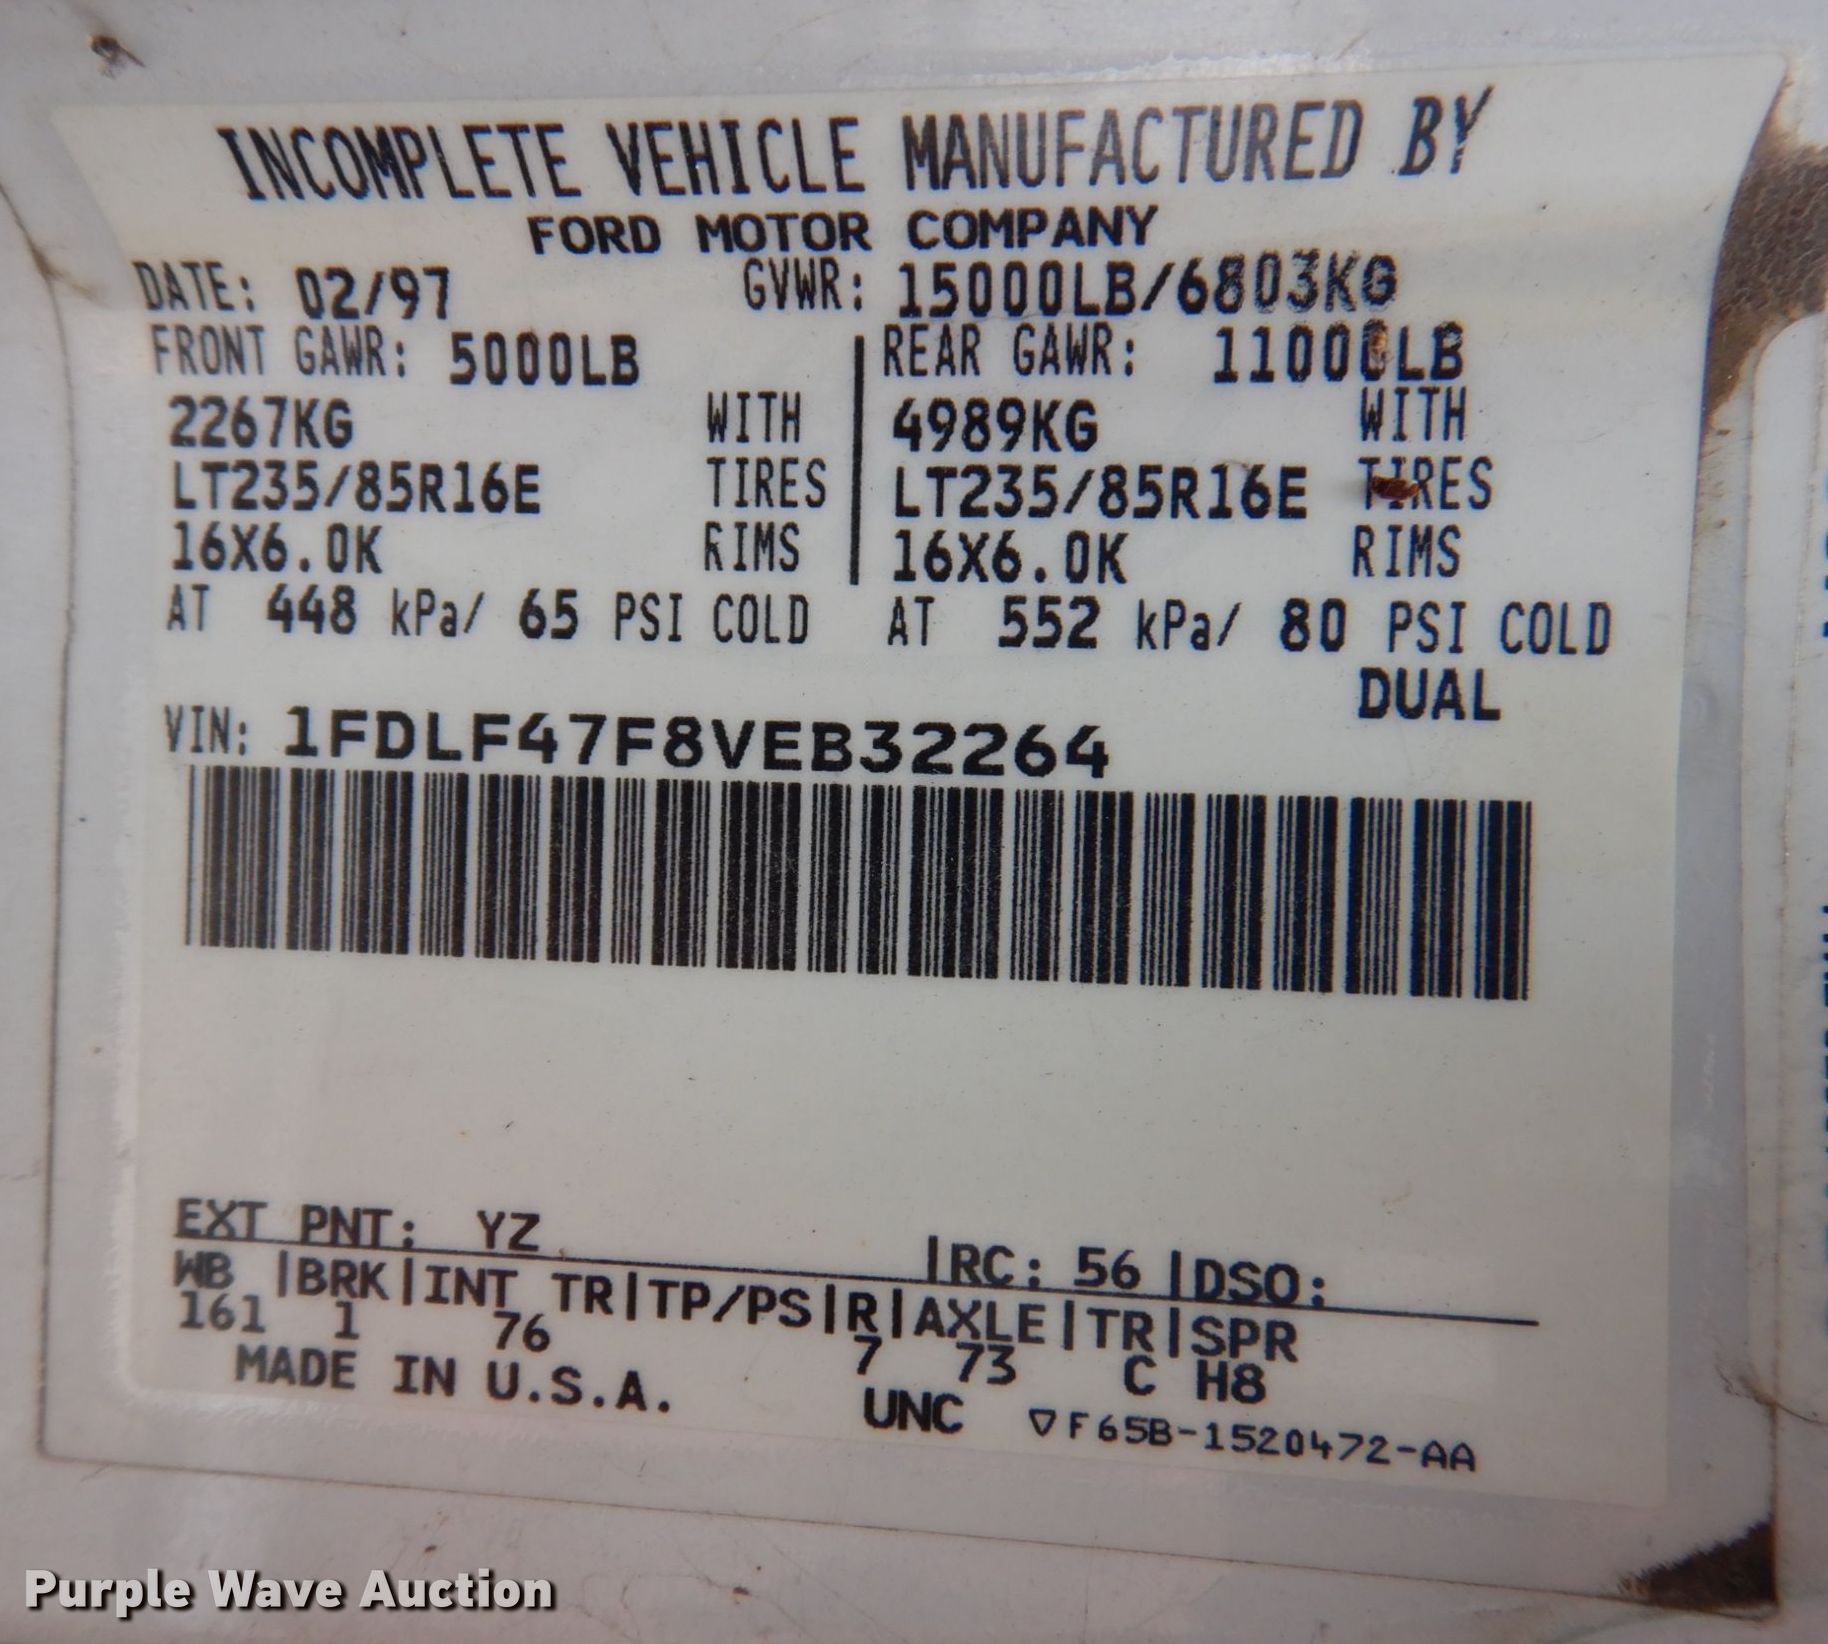 INCOMPLETE VEHICLE MANUFACTURED BY
FORD MOTOR COMPANY
DATE: 02/97 GVWR: 15000LB/6803KG
FRONT GAWR: 5000LB REAR GAWR: 11000LB
2267KG WITH 4989KG WITH
LT235/85R16E TIRES LT235/85R16E TIRES
16X6.0K RIMS 16X6.0K RIMS
AT 448 kPa/ 65 PSI COLD AT 552 kPa/ 80 PSI COLD
DUAL
VIN: 1FDLF47F8VEB32264
EXT PNT: YZ |RC: 56 |DSO:
WB |BRK|INT TR|TP/PS|R|AXLE|TR|SPR
161 1 76 7 73 C H8
MADE IN U.S.A.
UNC ▽F65B-1520472-AA
Purple Wave Auction